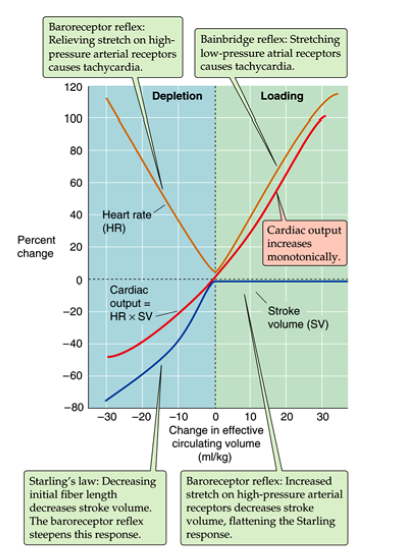 Baroreceptor reflex:
Relieving stretch on high-
pressure arterial receptors
causes tachycardia.
Bainbridge reflex: Stretching
low-pressure atrial receptors
causes tachycardia.
120
Depletion
Loading
100
80
60
40
Heart rate
(HR)
Cardiac output
increases
monotonically.
20
Percent
change
0
Cardiac
output =
HR × SV
Stroke
volume (SV)
−20
−40
−60
−80
−30 −20 −10 0 10 20 30
Change in effective
circulating volume
(ml/kg)
Starling's law: Decreasing
initial fiber length
decreases stroke volume.
The baroreceptor reflex
steepens this response.
Baroreceptor reflex: Increased
stretch on high-pressure arterial
receptors decreases stroke
volume, flattening the Starling
response.